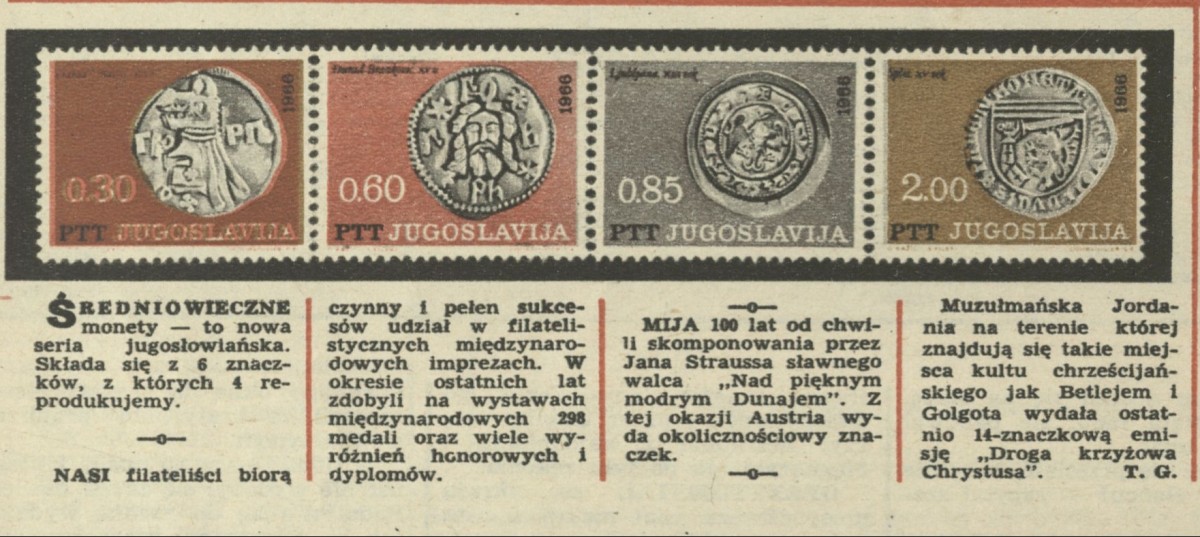 1966
ПО
РП
0.30
PTT JUGOSLAVIJA
1966
0.60
PTT JUGOSLAVIJA
Ljubljana, XIII
1966
0.85
PTT JUGOSLAVIJA
Split, XV
1966
2.00
PTT JUGOSLAVIJA
ŚREDNIOWIECZNE
monety — to nowa
seria jugosłowiańska.
Składa się z 6 znacz-
ków, z których 4 re-
produkujemy.
—o—
NASI filateliści biorą
czynny i pełen sukce-
sów udział w filateli-
stycznych międzynaro-
dowych imprezach. W
okresie ostatnich lat
zdobyli na wystawach
międzynarodowych 298
medali oraz wiele wy-
różnień honorowych i
dyplomów.
—o—
MIJA 100 lat od chwi-
li skomponowania przez
Jana Straussa sławnego
walca „Nad pięknym
modrym Dunajem”. Z
tej okazji Austria wy-
da okolicznościowy zna-
czek.
—o—
Muzułmańska Jorda-
nia na terenie której
znajdują się takie miej-
sca kultu chrześcijań-
skiego jak Betlejem i
Golgota wydała ostat-
nio 14-znaczkową emi-
sję „Droga krzyżowa
Chrystusa”. T. G.